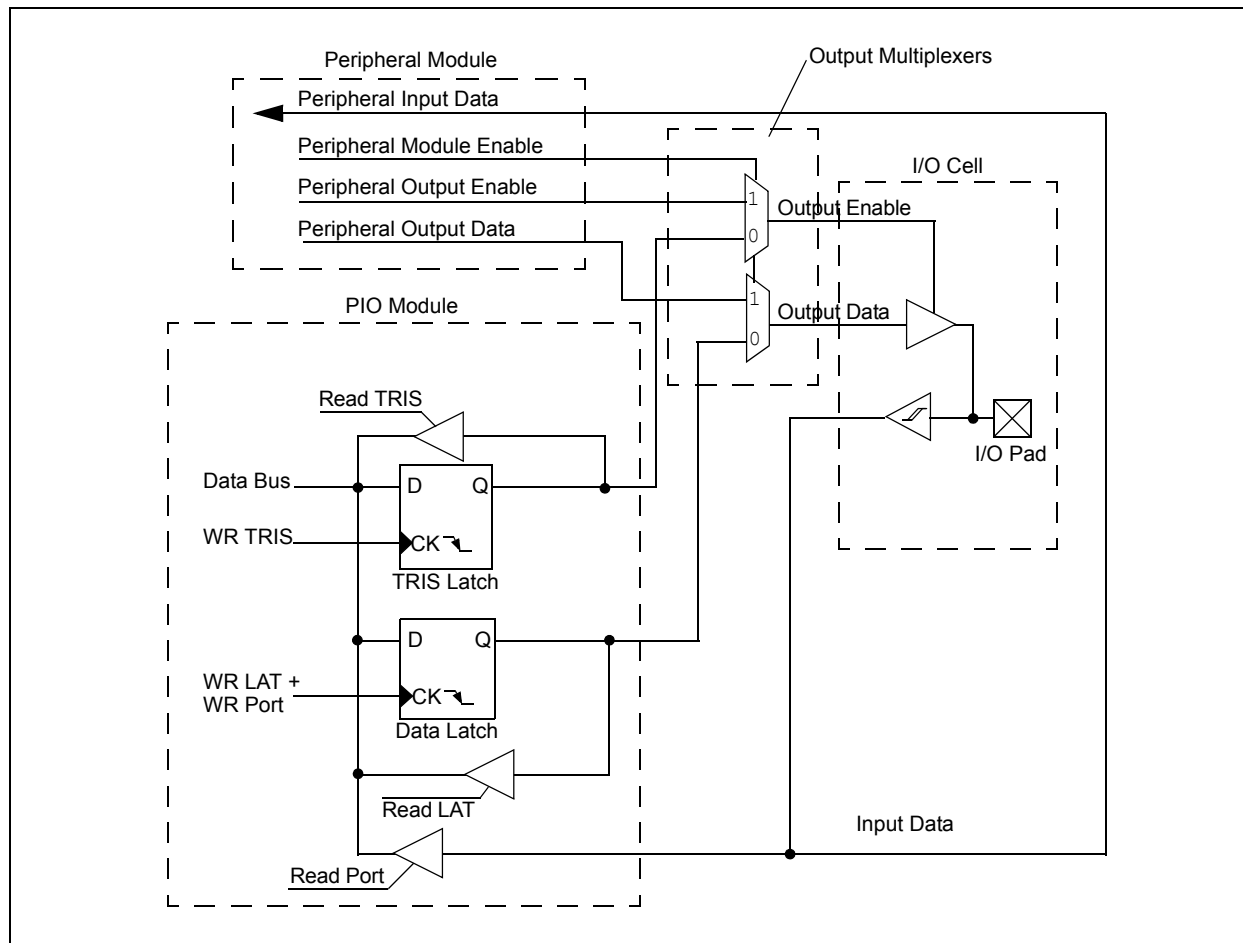 Peripheral Module
Output Multiplexers
Peripheral Input Data
Peripheral Module Enable
I/O Cell
Peripheral Output Enable
1
Output Enable
Peripheral Output Data
0
PIO Module
1
Output Data
0
Read TRIS
I/O Pad
Data Bus
D
Q
WR TRIS
CK
TRIS Latch
D
Q
WR LAT +
WR Port
CK
Data Latch
Read LAT
Input Data
Read Port